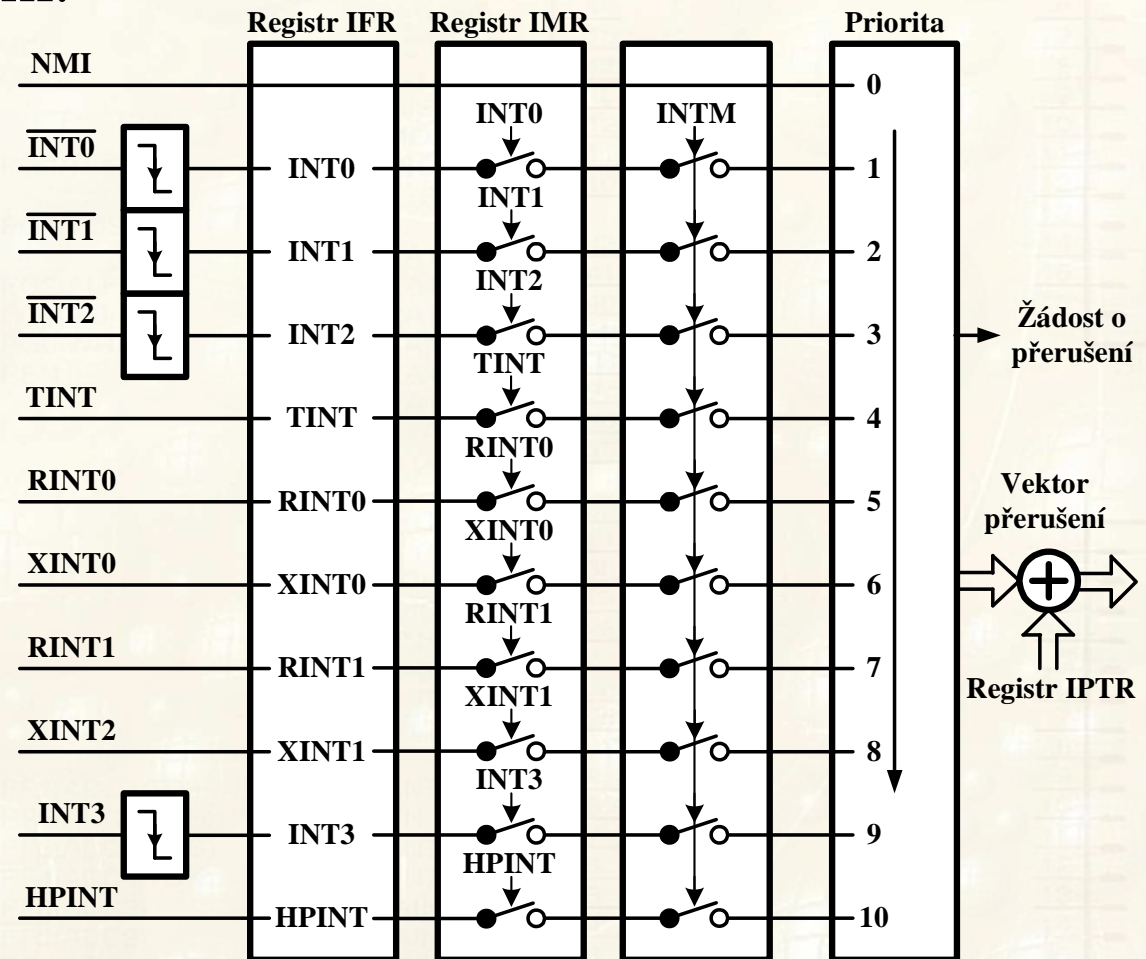 Registr IFR Registr IMR Priorita
NMI 0
INT0 INTM
INT0 INT0 1
INT1
INT1 INT1 2
INT2
INT2 INT2 3 Žádost o
přerušení
TINT
TINT TINT 4
RINT0
RINT0 RINT0 5 Vektor
přerušení
XINT0
XINT0 XINT0 6
RINT1
RINT1 RINT1 7
Registr IPTR
XINT1
XINT2 XINT1 8
INT3
INT3 INT3 9
HPINT
HPINT HPINT 10